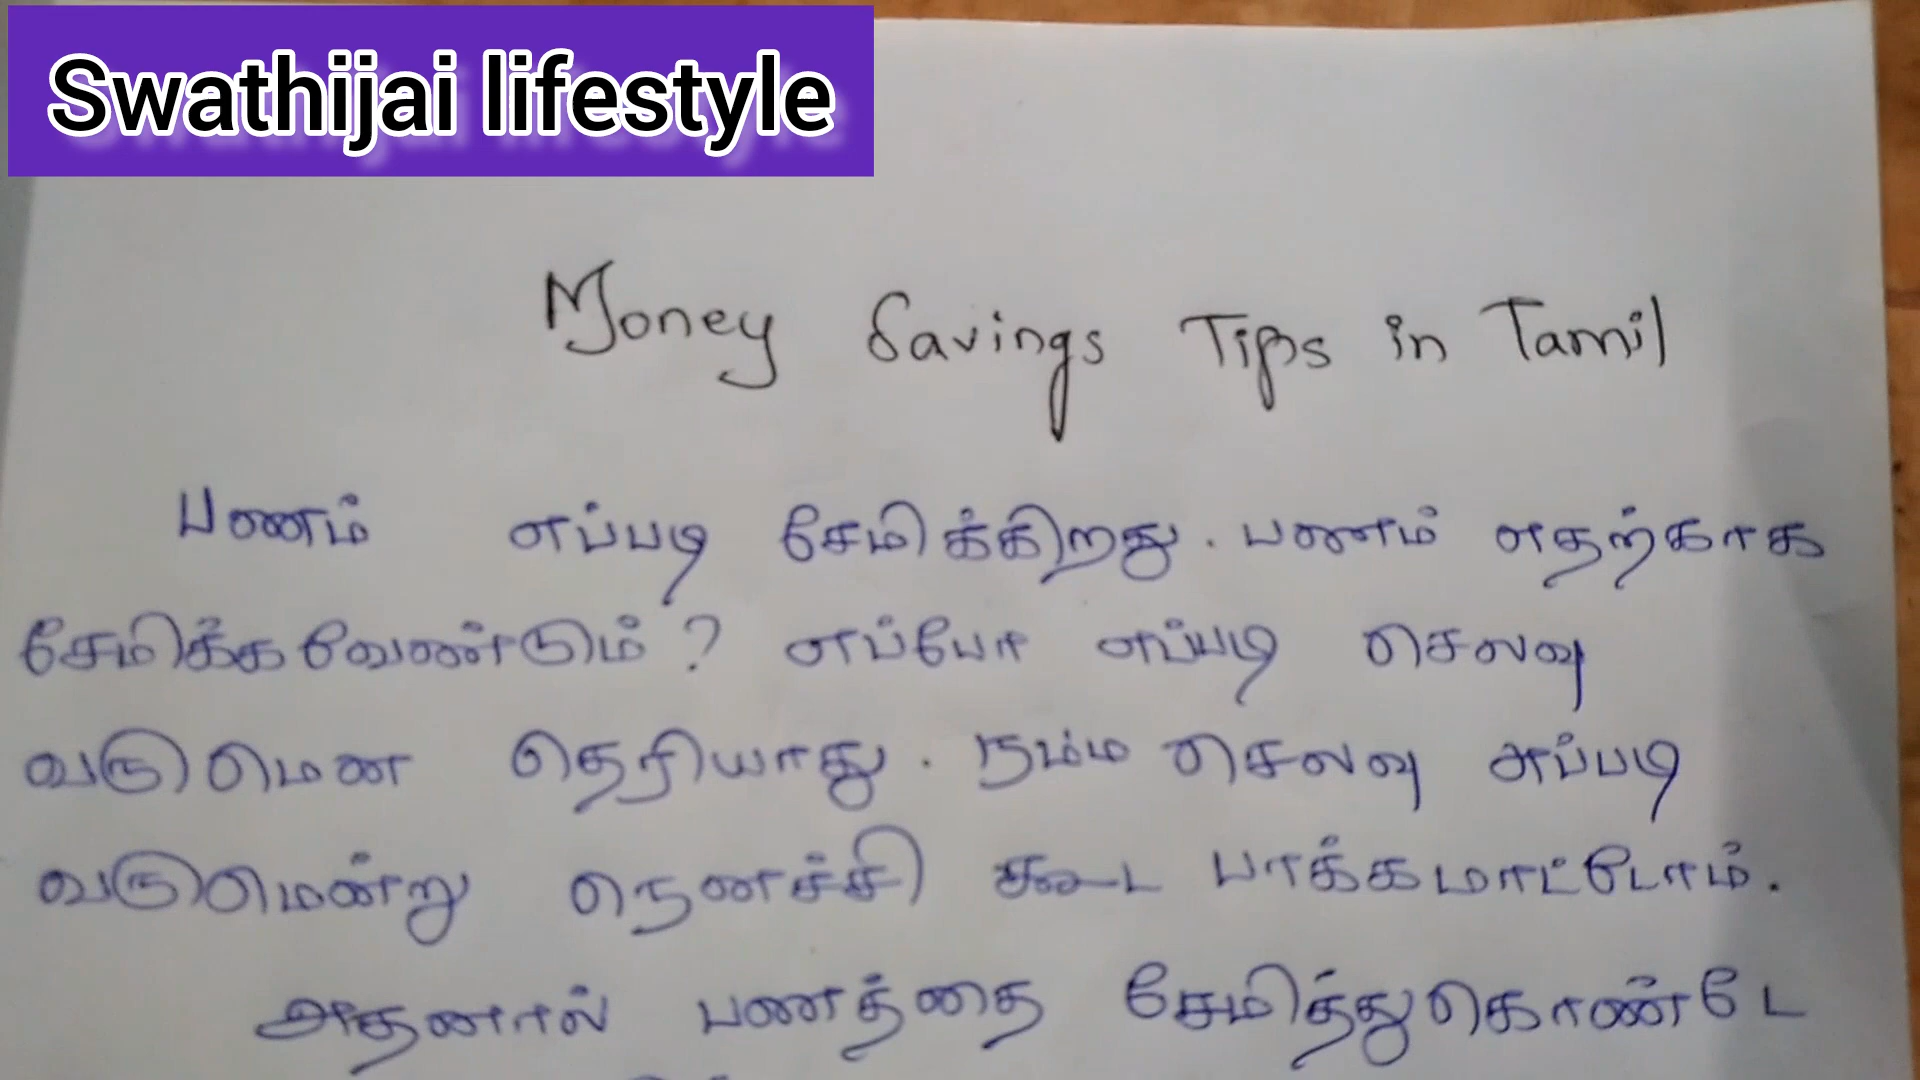 Swathijai lifestyle
Money Savings Tips in Tamil
பணம் எப்படி சேமிக்கிறது. பணம் எதற்காக
சேமிக்க வேண்டும்? எப்போ எப்படி செலவு
வருமென தெரியாது. நம்ம செலவு அப்படி
வருமென்று நெனச்சி கூட பாக்கமாட்டோம்.
அதனால் பணத்தை சேமித்துகொண்டே